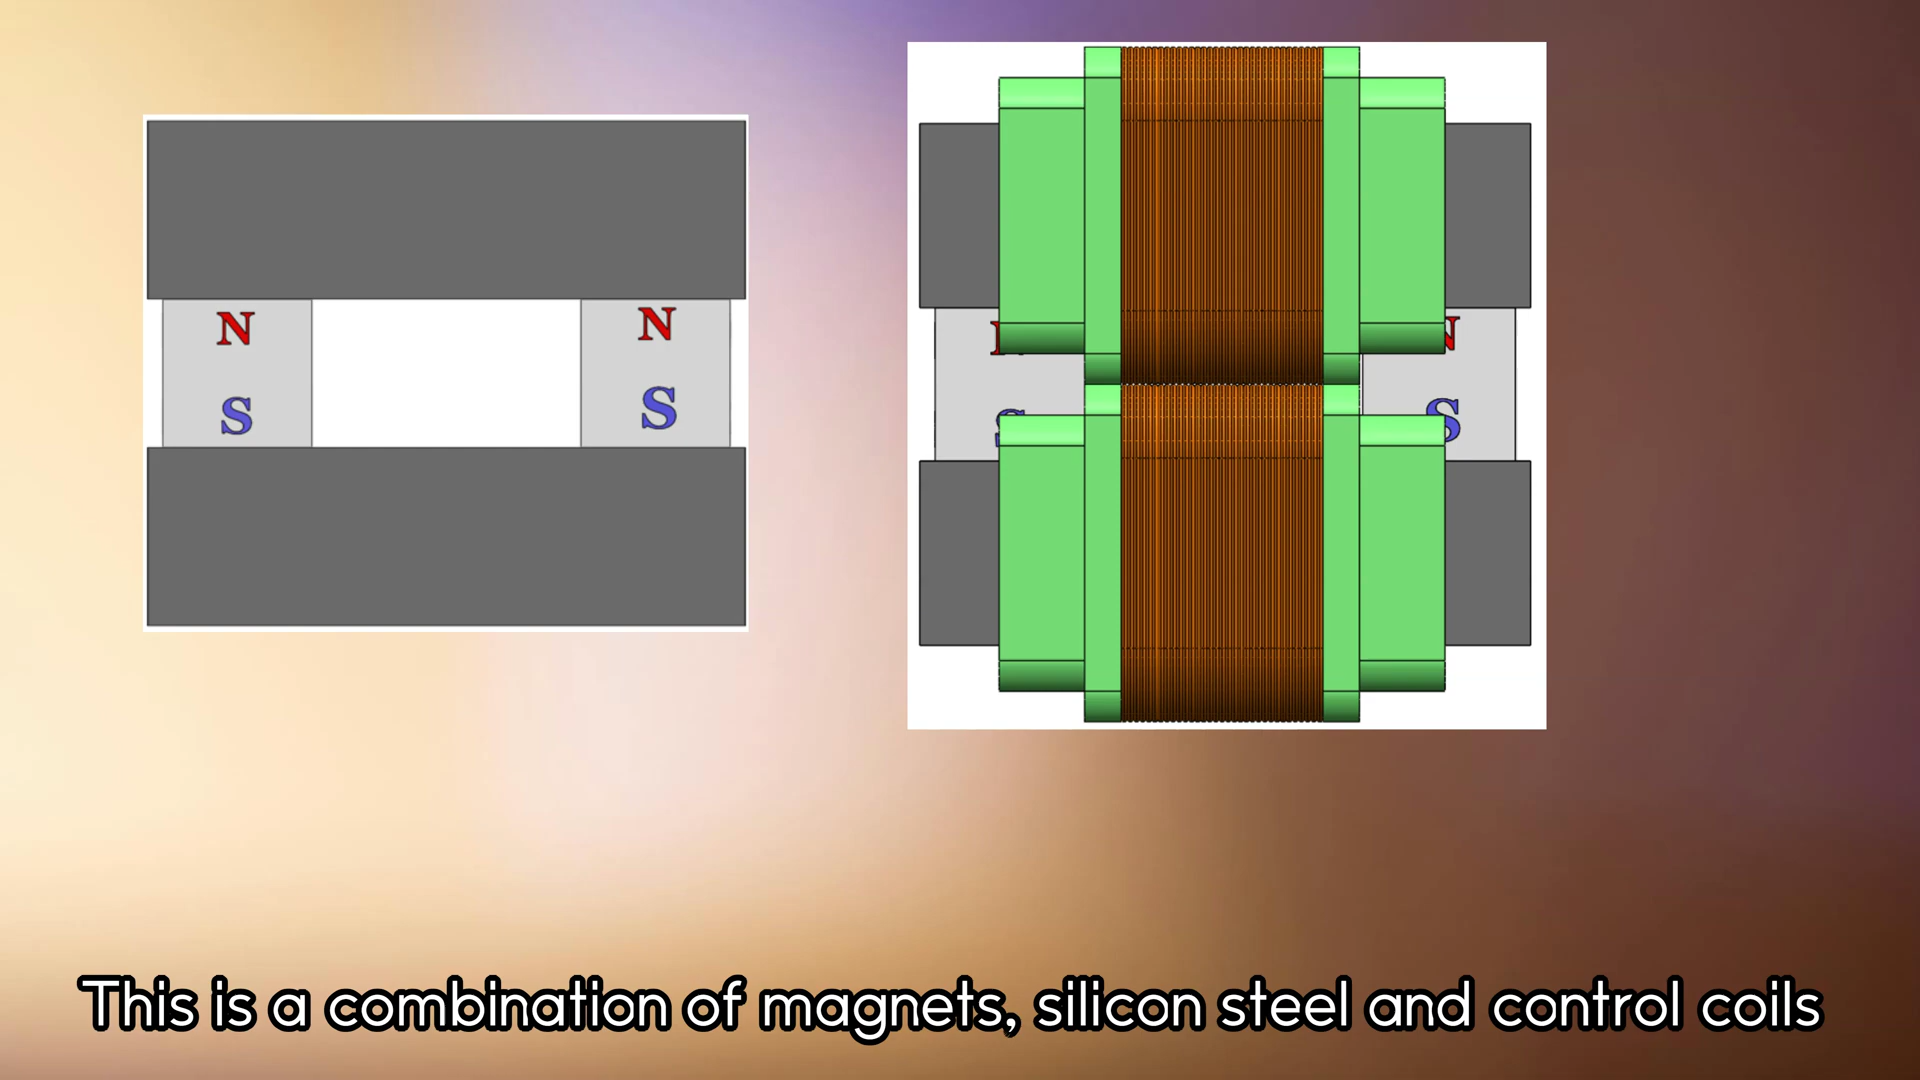 N N
S S
N N
S S
This is a combination of magnets, silicon steel and control coils